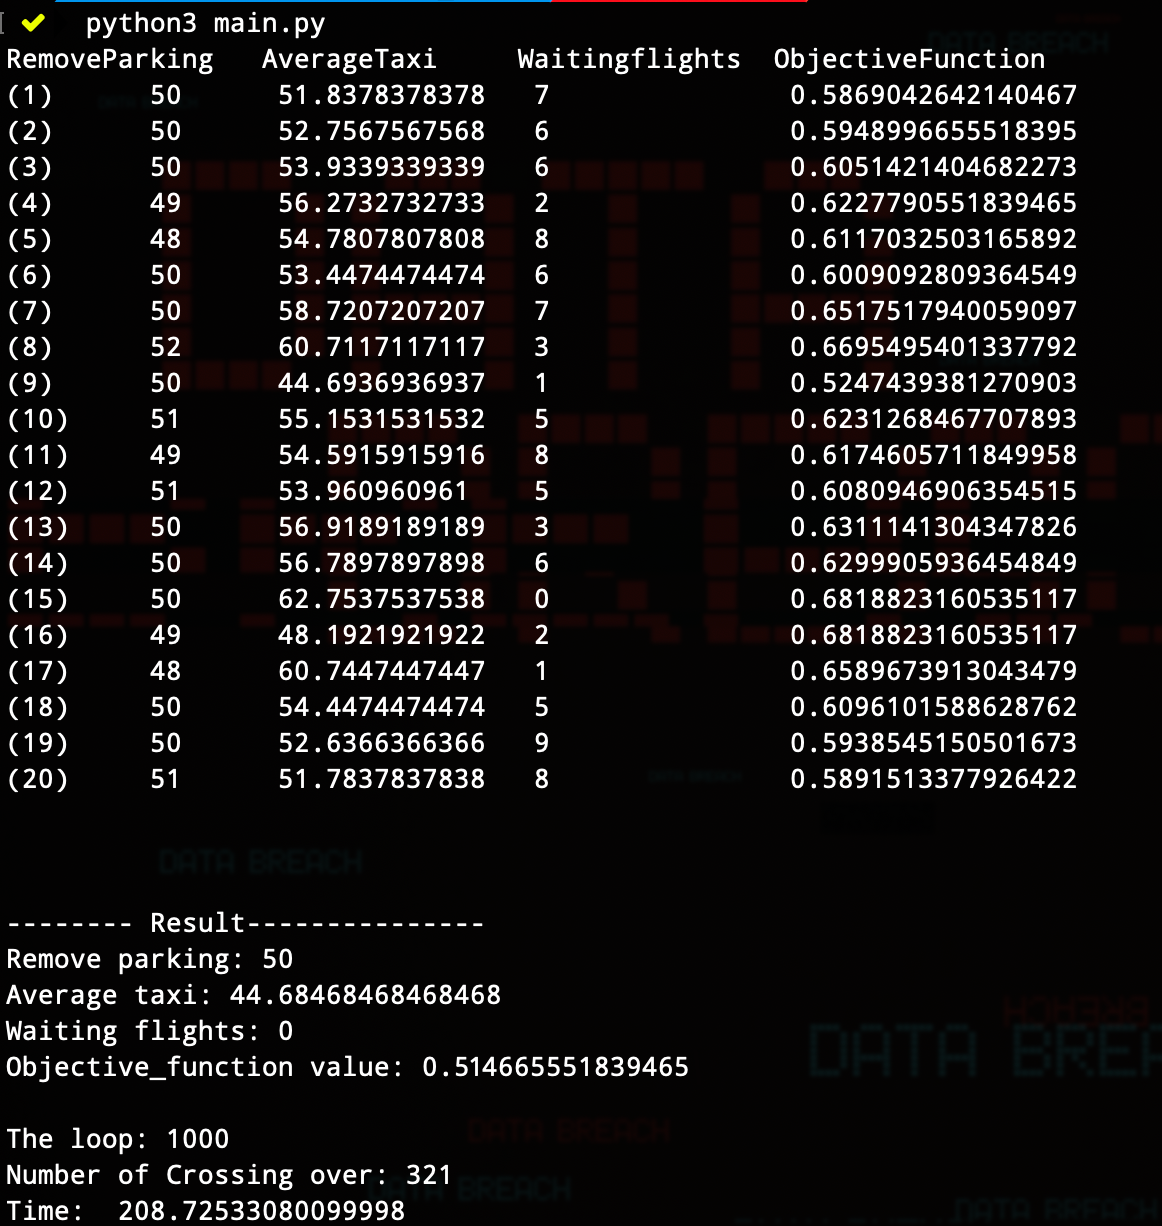 ✔ python3 main.py
RemoveParking   AverageTaxi     Waitingflights  ObjectiveFunction
(1)      50      51.8378378378   7               0.5869042642140467
(2)      50      52.7567567568   6               0.5948996655518395
(3)      50      53.9339339339   6               0.6051421404682273
(4)      49      56.2732732733   2               0.6227790551839465
(5)      48      54.7807807808   8               0.6117032503165892
(6)      50      53.4474474474   6               0.6009092809364549
(7)      50      58.7207207207   7               0.6517517940059097
(8)      52      60.7117117117   3               0.6695495401337792
(9)      50      44.6936936937   1               0.5247439381270903
(10)     51      55.1531531532   5               0.6231268467707893
(11)     49      54.5915915916   8               0.6174605711849958
(12)     51      53.960960961    5               0.6080946906354515
(13)     50      56.9189189189   3               0.6311141304347826
(14)     50      56.7897897898   6               0.6299905936454849
(15)     50      62.7537537538   0               0.6818823160535117
(16)     49      48.1921921922   2               0.6818823160535117
(17)     48      60.7447447447   1               0.6589673913043479
(18)     50      54.4474474474   5               0.6096101588628762
(19)     50      52.6366366366   9               0.5938545150501673
(20)     51      51.7837837838   8               0.5891513377926422
DATA BREACH
-------- Result---------------
Remove parking: 50
Average taxi: 44.68468468468468
Waiting flights: 0
Objective_function value: 0.514665551839465
The loop: 1000
Number of Crossing over: 321
Time:  208.72533080099998